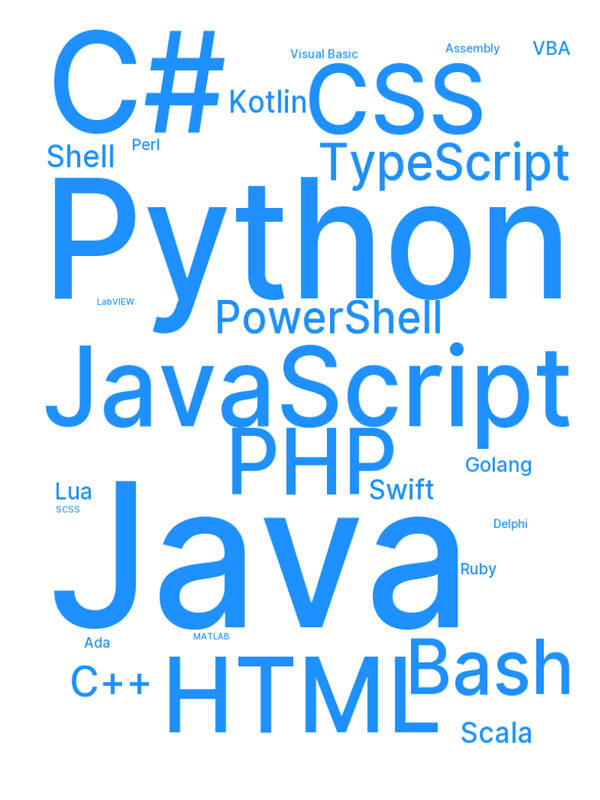 C#
Visual Basic
Assembly
VBA
Kotlin
CSS
Shell
Perl
TypeScript
Python
LabVIEW
PowerShell
JavaScript
PHP
Golang
Lua
Swift
SCSS
Java
Delphi
Ruby
Ada
MATLAB
Bash
C++
HTML
Scala